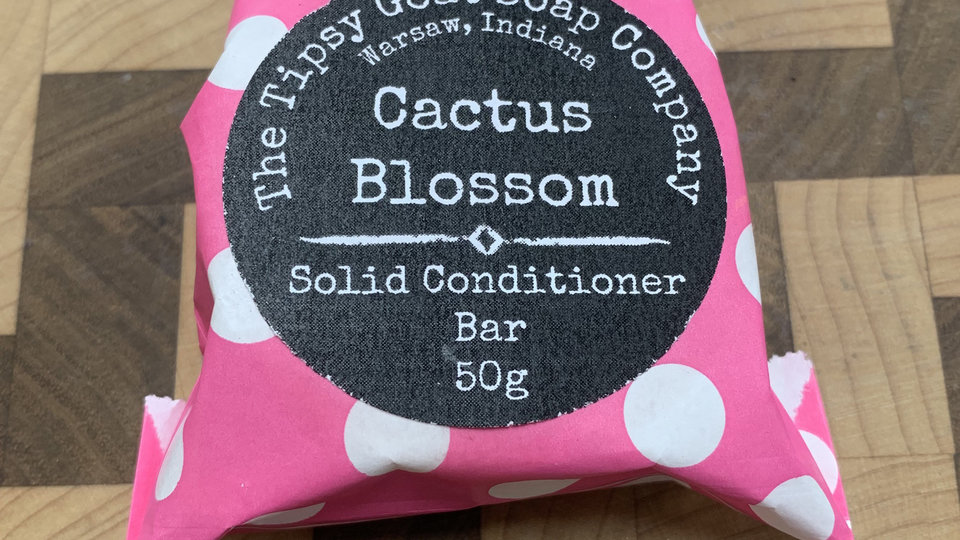 The Tipsy Goat Soap Company
Warsaw, Indiana
Cactus
Blossom
Solid Conditioner
Bar
50g